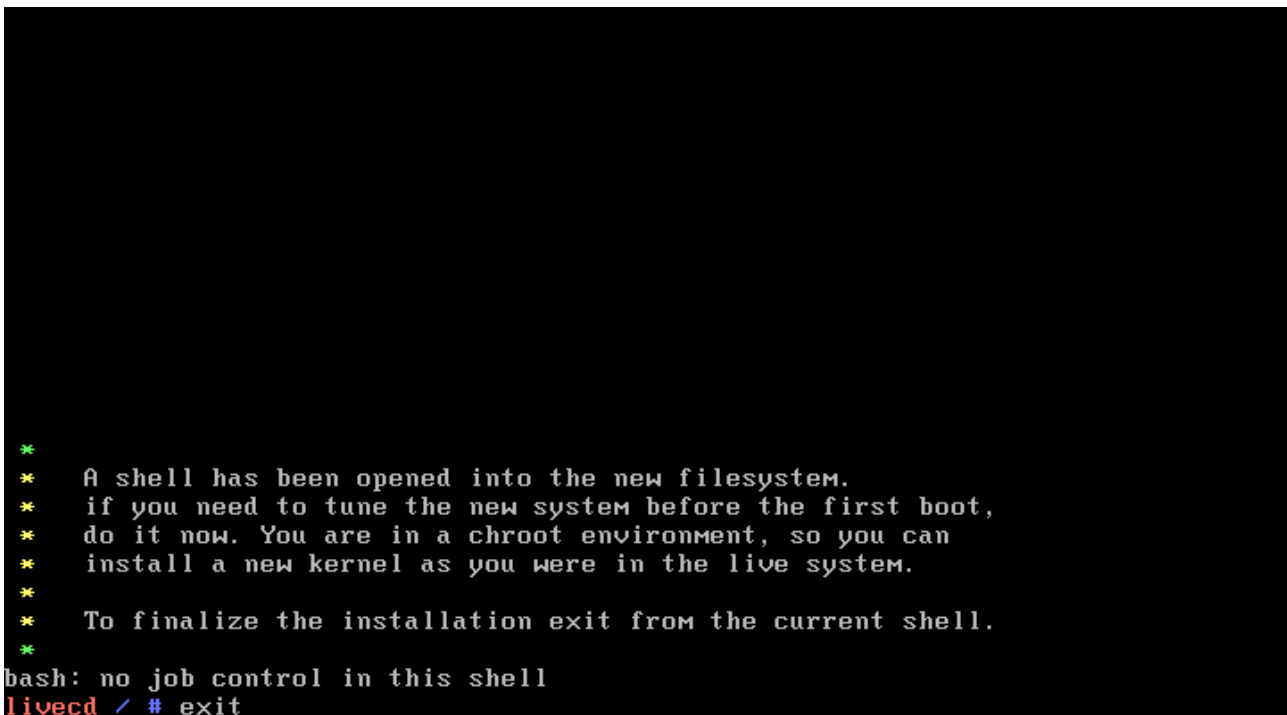 *
* A shell has been opened into the new filesystem.
* if you need to tune the new system before the first boot,
* do it now. You are in a chroot environment, so you can
* install a new kernel as you were in the live system.
*
* To finalize the installation exit from the current shell.
*
bash: no job control in this shell
livecd / # exit